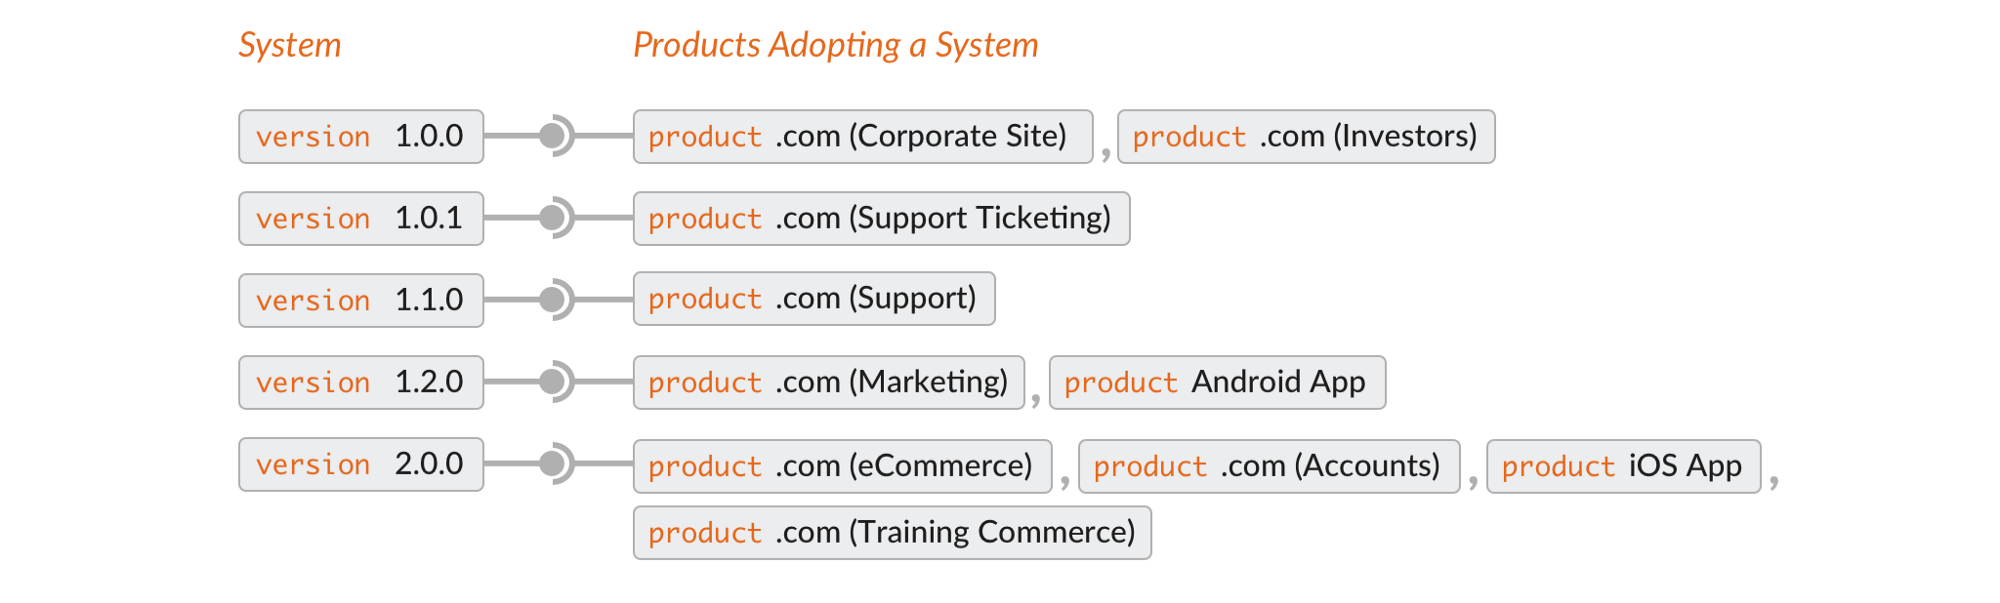 System Products Adopting a System
version 1.0.0 product .com (Corporate Site) , product .com (Investors)
version 1.0.1 product .com (Support Ticketing)
version 1.1.0 product .com (Support)
version 1.2.0 product .com (Marketing) , product Android App
version 2.0.0 product .com (eCommerce) , product .com (Accounts) , product iOS App ,
product .com (Training Commerce)